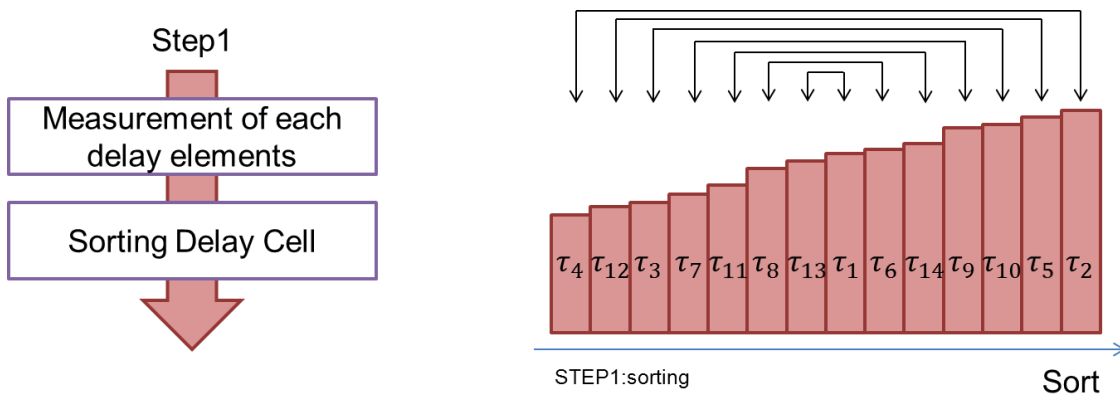 Step1
Measurement of each
delay elements
Sorting Delay Cell
τ₄ τ₁₂ τ₃ τ₇ τ₁₁ τ₈ τ₁₃ τ₁ τ₆ τ₁₄ τ₉ τ₁₀ τ₅ τ₂
STEP1:sorting
Sort